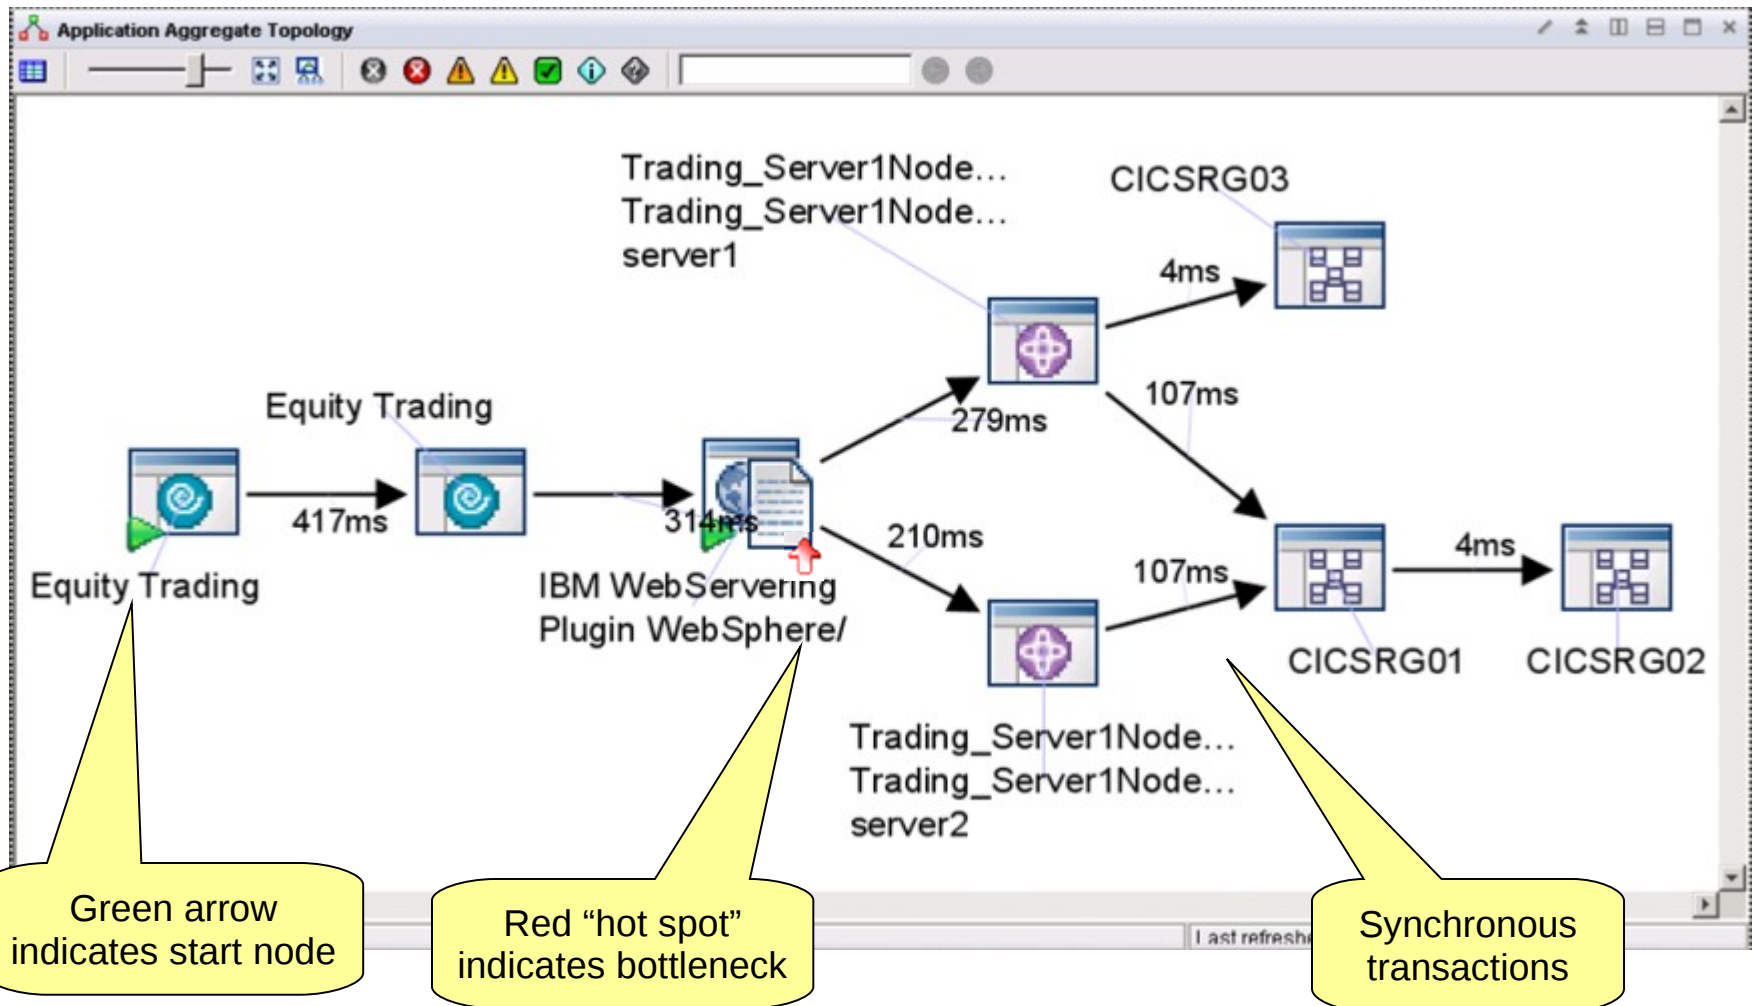 Application Aggregate Topology
Trading_Server1Node...
Trading_Server1Node...
server1
CICSRG03
4ms
279ms
107ms
Equity Trading
417ms
Equity Trading
314ms
IBM WebServering
Plugin WebSphere/
210ms
107ms
4ms
CICSRG01
CICSRG02
Trading_Server1Node...
Trading_Server1Node...
server2
Green arrow
indicates start node
Red “hot spot”
indicates bottleneck
Synchronous
transactions
Last